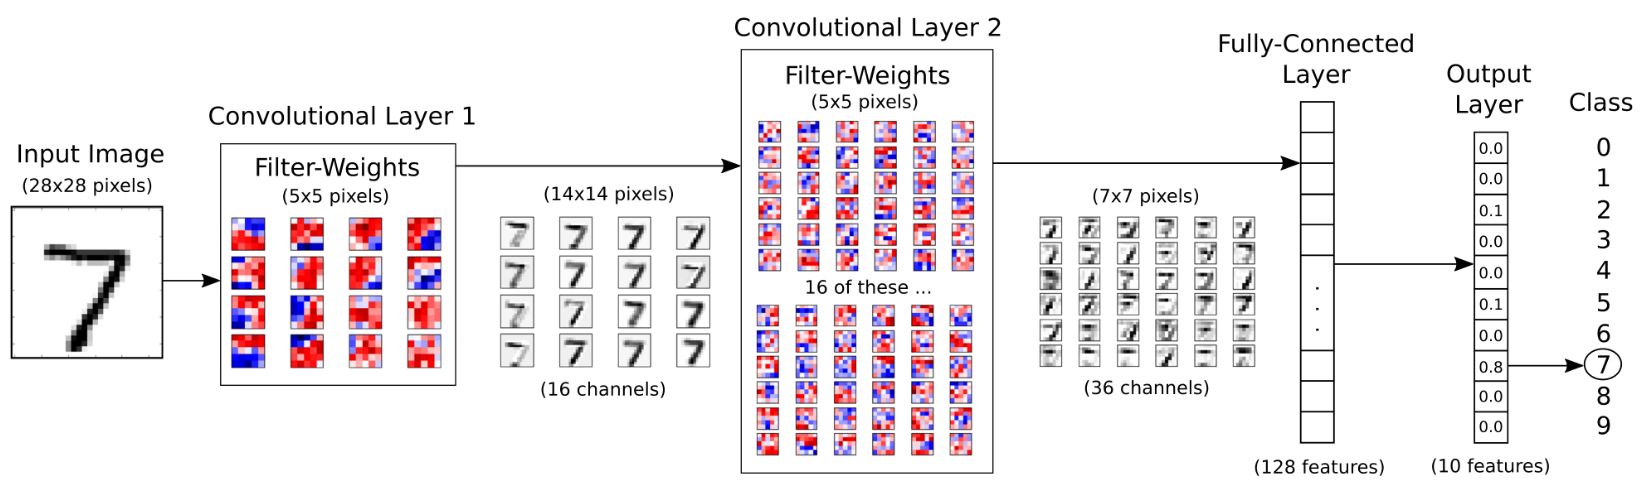 Input Image
(28x28 pixels)
Convolutional Layer 1
Filter-Weights
(5x5 pixels)
(14x14 pixels)
(16 channels)
Convolutional Layer 2
Filter-Weights
(5x5 pixels)
16 of these ...
(7x7 pixels)
(36 channels)
Fully-Connected
Layer
.
.
.
(128 features)
Output
Layer
0.0
0.0
0.1
0.0
0.0
0.1
0.0
0.8
0.0
0.0
(10 features)
Class
0
1
2
3
4
5
6
7
8
9